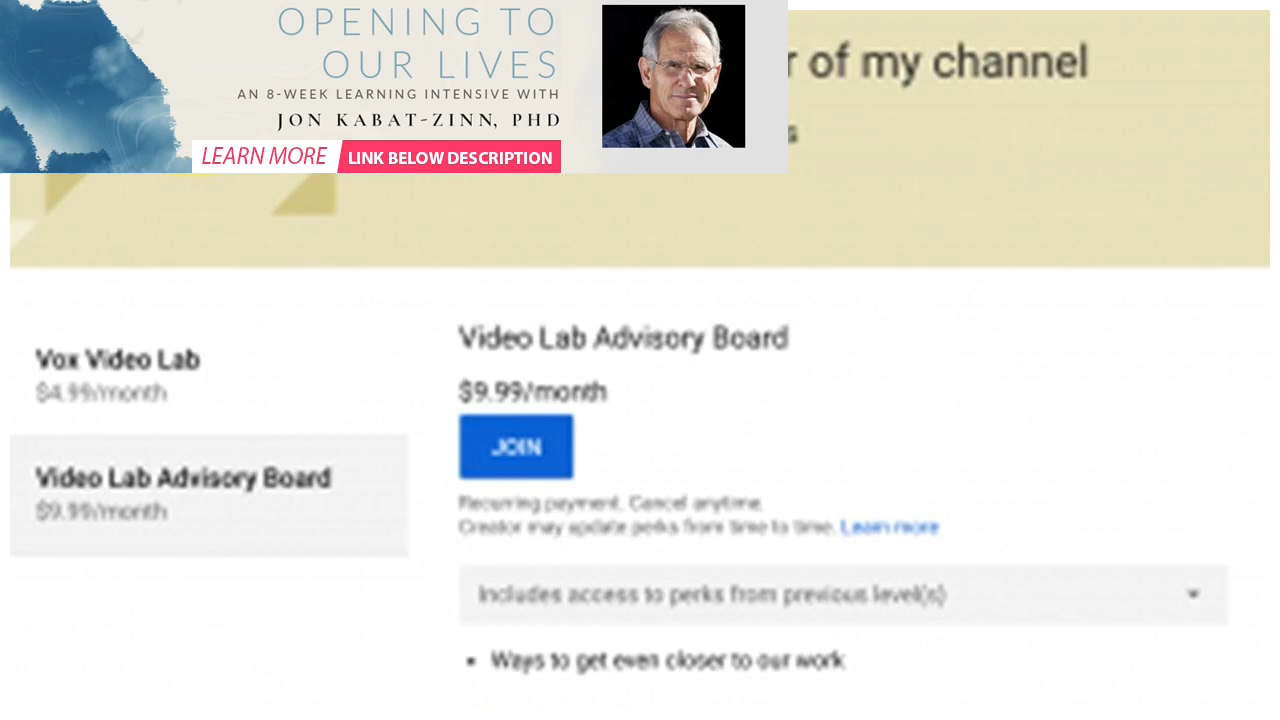 OPENING TO
OUR LIVES
AN 8-WEEK LEARNING INTENSIVE WITH
JON KABAT-ZINN, PHD
LEARN MORE LINK BELOW DESCRIPTION
of my channel
Vox Video Lab
$4.99/month
Video Lab Advisory Board
$9.99/month
Video Lab Advisory Board
$9.99/month
JOIN
Recurring payment. Cancel anytime.
Creator may update perks from time to time. Learn more
Includes access to perks from previous level(s)
• Ways to get even closer to our work